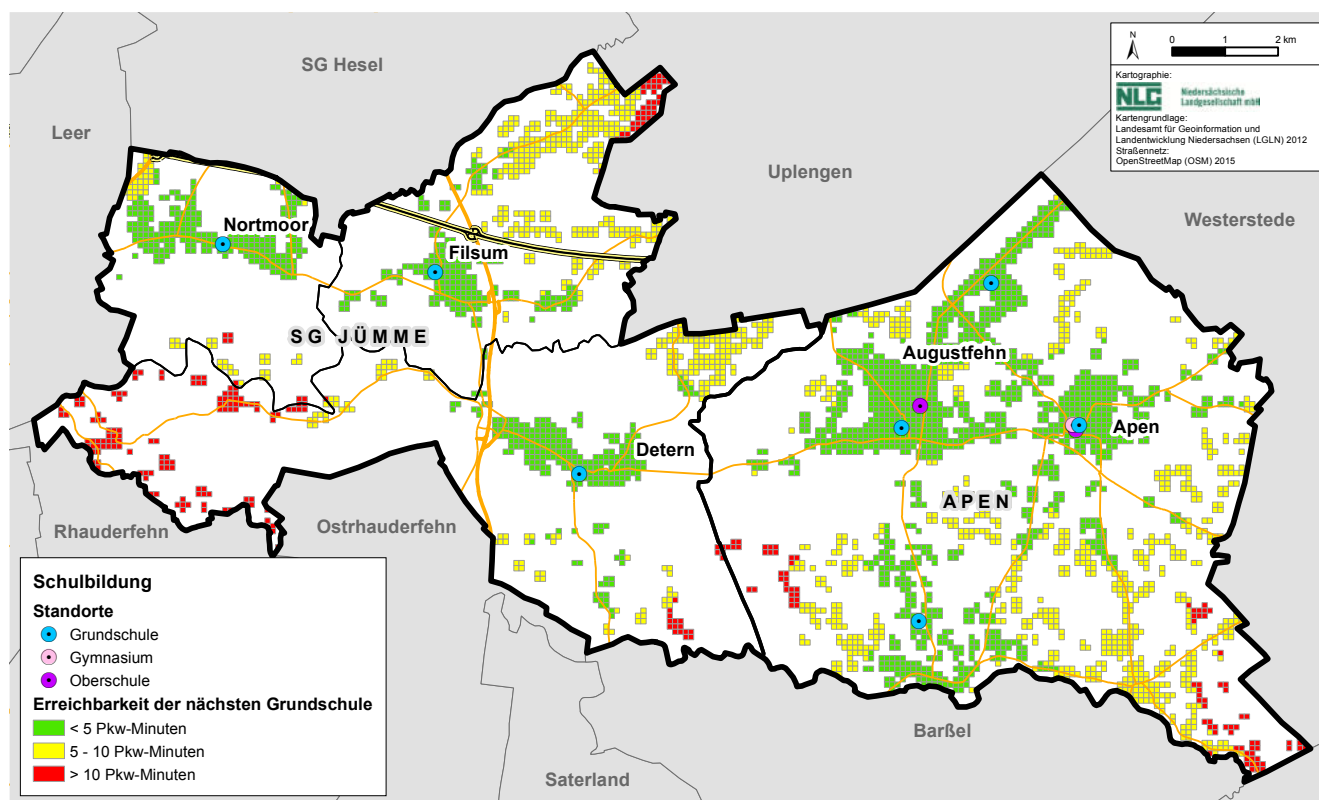 SG Hesel
Leer
Uplengen
Westerstede
Nortmoor
Filsum
SG JÜMME
Augustfehn
Apen
Detern
APEN
Rhauderfehn
Ostrhauderfehn
Barßel
Saterland
N
0 1 2 km
Kartographie:
NLG Niedersächsische
Landgesellschaft mbH
Kartengrundlage:
Landesamt für Geoinformation und
Landentwicklung Niedersachsen (LGLN) 2012
Straßennetz:
OpenStreetMap (OSM) 2015
Schulbildung
Standorte
Grundschule
Gymnasium
Oberschule
Erreichbarkeit der nächsten Grundschule
< 5 Pkw-Minuten
5 - 10 Pkw-Minuten
> 10 Pkw-Minuten